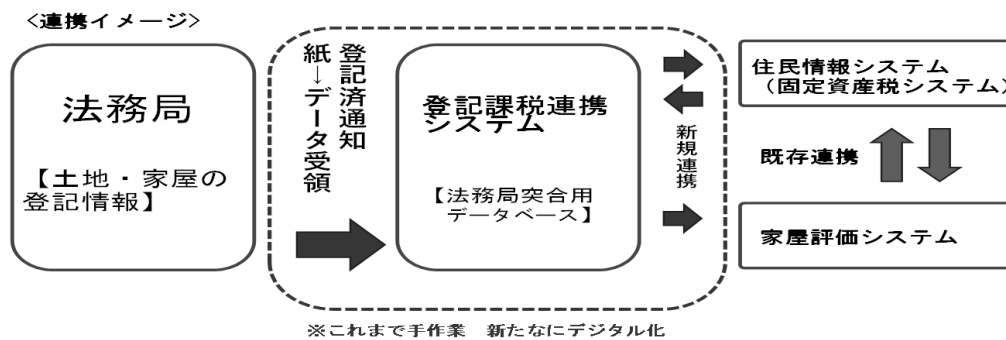 <連携イメージ>
法務局
【土地・家屋の
登記情報】
登記済通知
紙→データ受領
登記課税連携
システム
【法務局突合用
データベース】
新規連携
住民情報システム
(固定資産税システム)
既存連携
家屋評価システム
※これまで手作業 新たにデジタル化